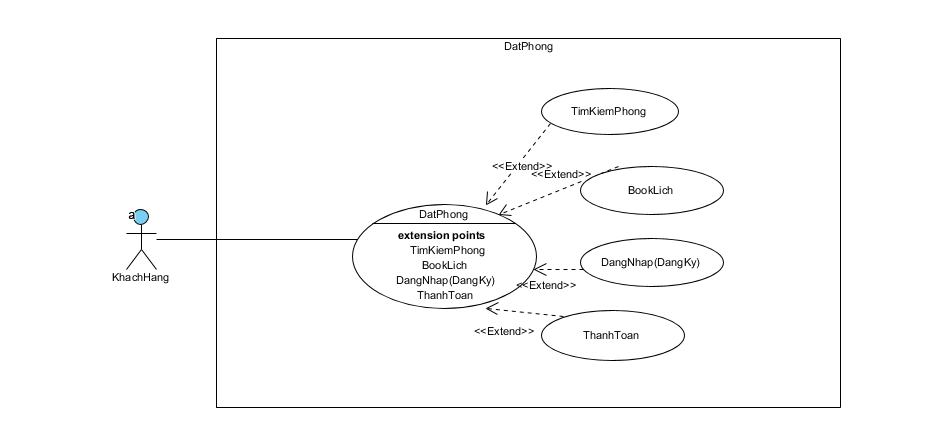 DatPhong
TimKiemPhong
<<Extend>>
<<Extend>>
BookLich
a
KhachHang
DatPhong
extension points
TimKiemPhong
BookLich
DangNhap(DangKy)
ThanhToan
DangNhap(DangKy)
<<Extend>>
<<Extend>>
ThanhToan